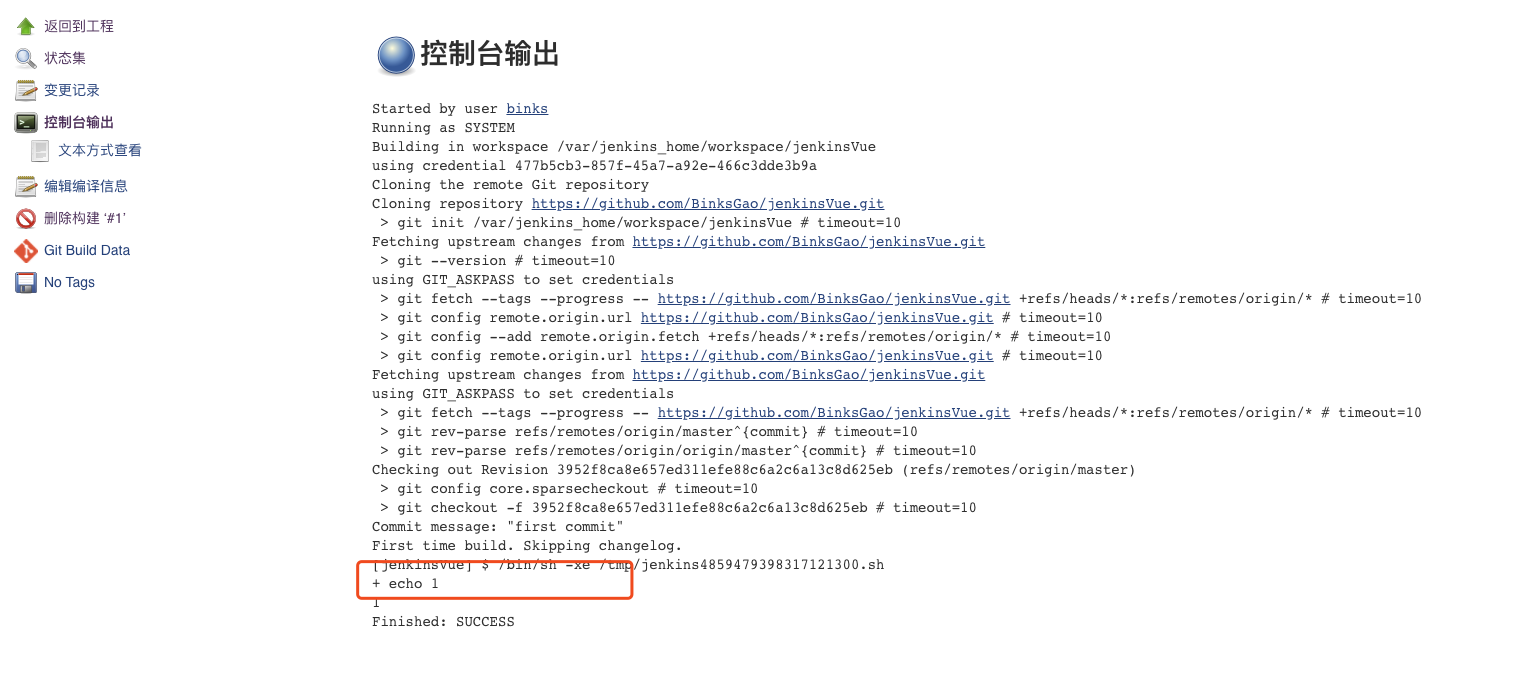 返回到工程
状态集
变更记录
控制台输出
文本方式查看
编辑编译信息
删除构建 ‘#1’
Git Build Data
No Tags
控制台输出
Started by user binks
Running as SYSTEM
Building in workspace /var/jenkins_home/workspace/jenkinsVue
using credential 477b5cb3-857f-45a7-a92e-466c3dde3b9a
Cloning the remote Git repository
Cloning repository https://github.com/BinksGao/jenkinsVue.git
> git init /var/jenkins_home/workspace/jenkinsVue # timeout=10
Fetching upstream changes from https://github.com/BinksGao/jenkinsVue.git
> git --version # timeout=10
using GIT_ASKPASS to set credentials
> git fetch --tags --progress -- https://github.com/BinksGao/jenkinsVue.git +refs/heads/*:refs/remotes/origin/* # timeout=10
> git config remote.origin.url https://github.com/BinksGao/jenkinsVue.git # timeout=10
> git config --add remote.origin.fetch +refs/heads/*:refs/remotes/origin/* # timeout=10
> git config remote.origin.url https://github.com/BinksGao/jenkinsVue.git # timeout=10
Fetching upstream changes from https://github.com/BinksGao/jenkinsVue.git
using GIT_ASKPASS to set credentials
> git fetch --tags --progress -- https://github.com/BinksGao/jenkinsVue.git +refs/heads/*:refs/remotes/origin/* # timeout=10
> git rev-parse refs/remotes/origin/master^{commit} # timeout=10
> git rev-parse refs/remotes/origin/origin/master^{commit} # timeout=10
Checking out Revision 3952f8ca8e657ed311efe88c6a2c6a13c8d625eb (refs/remotes/origin/master)
> git config core.sparsecheckout # timeout=10
> git checkout -f 3952f8ca8e657ed311efe88c6a2c6a13c8d625eb # timeout=10
Commit message: "first commit"
First time build. Skipping changelog.
[jenkinsVue] $ /bin/sh -xe /tmp/jenkins4859479398317121300.sh
+ echo 1
1
Finished: SUCCESS